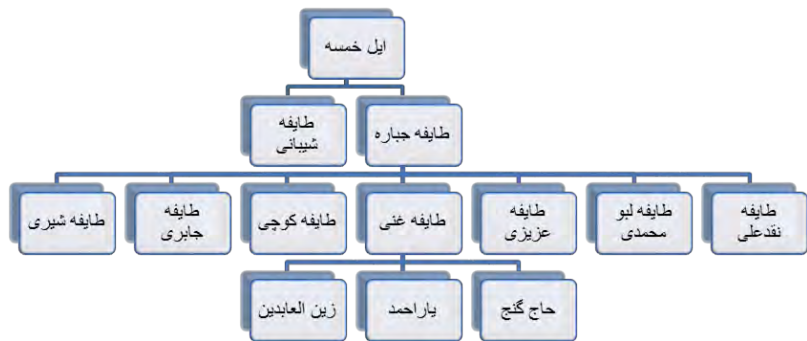 ایل خمسه
طایفه جباره
طایفه
شیبانی
طایفه
نقدعلی
طایفه لبو
محمدی
طایفه
عزیزی
طایفه غنی
طایفه کوچی
طایفه
جابری
طایفه شیری
حاج گنج
یاراحمد
زین العابدین